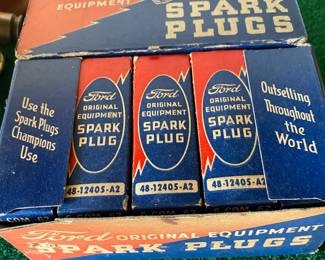 EQUIPMENT
SPARK
PLUGS
Use the
Spark Plugs
Champions
Use
Ford
ORIGINAL
EQUIPMENT
SPARK
PLUG
48-12405-A2
Ford
ORIGINAL
EQUIPMENT
SPARK
PLUG
48-12405-A2
Ford
ORIGINAL
EQUIPMENT
SPARK
PLUG
48-12405-A2
Outselling
Throughout
the
World
Ford ORIGINAL EQUIPMENT
SPARK PLUGS